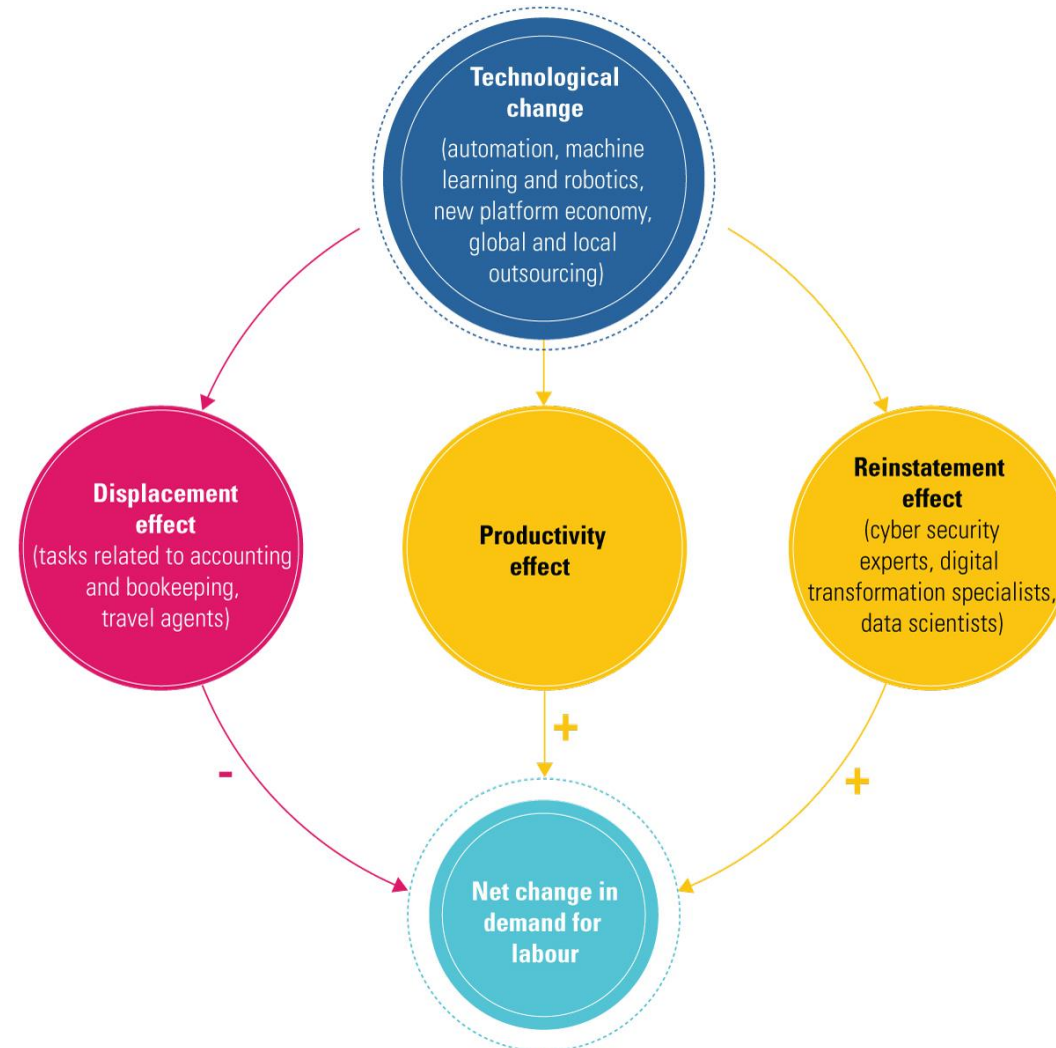 Technological
change
(automation, machine
learning and robotics,
new platform economy,
global and local
outsourcing)
Displacement
effect
(tasks related to accounting
and bookkeeping,
travel agents)
Productivity
effect
Reinstatement
effect
(cyber security
experts, digital
transformation specialists,
data scientists)
-
+
+
Net change in
demand for
labour